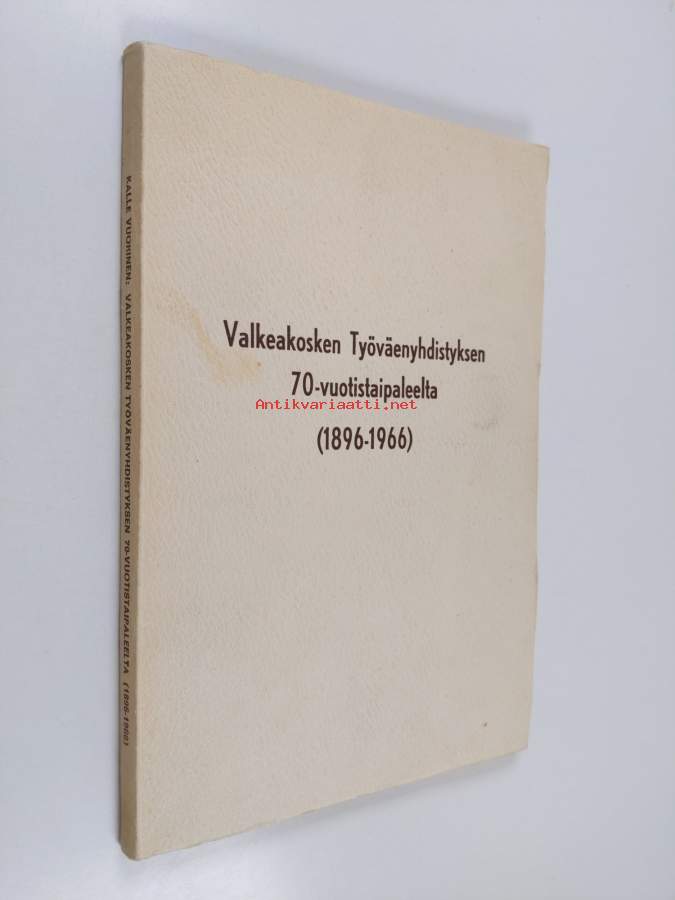 Valkeakosken Työväenyhdistyksen
70-vuotistaipaleelta
Antikvariaatti.net
(1896-1966)
KALLE VUORINEN: VALKEAKOSKEN TYÖVÄENYHDISTYKSEN 70-VUOTISTAIPALEELTA (1896-1966)